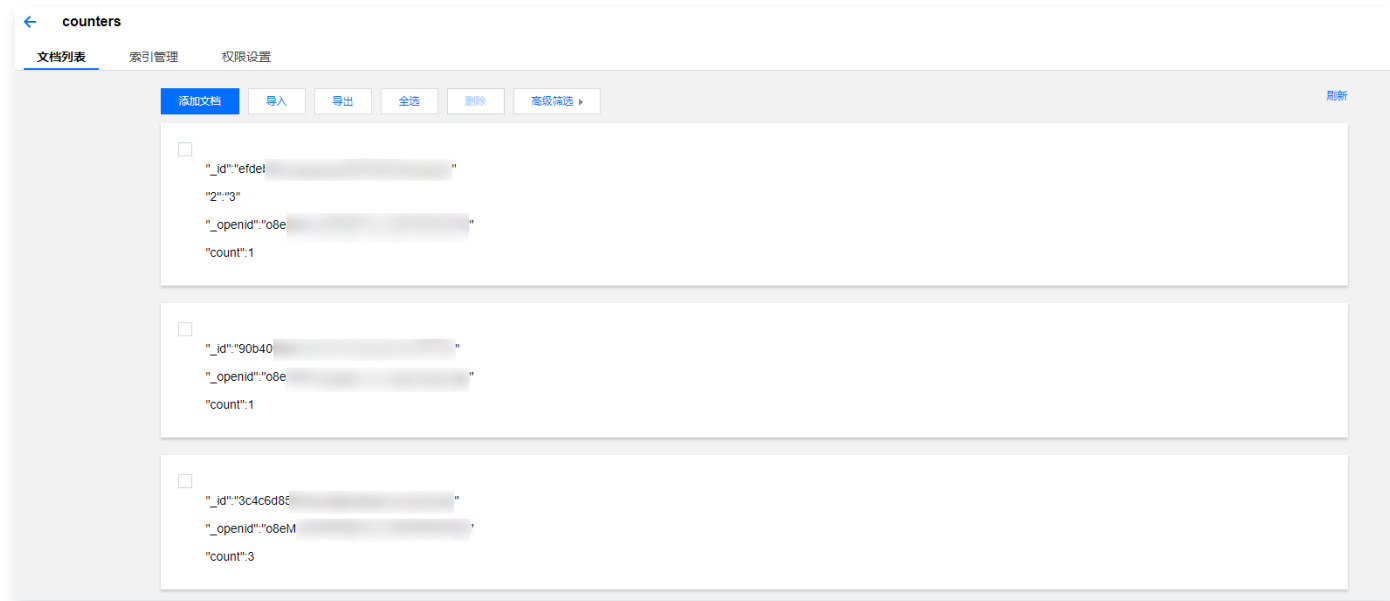 counters
文档列表 索引管理 权限设置
添加文档 导入 导出 全选 删除 高级筛选 刷新
"_id":"efdeb
"2":"3"
"_openid":"o8e
"count":1
"_id":"90b40
"_openid":"o8e
"count":1
"_id":"3c4c6d85
"_openid":"o8eM
"count":3